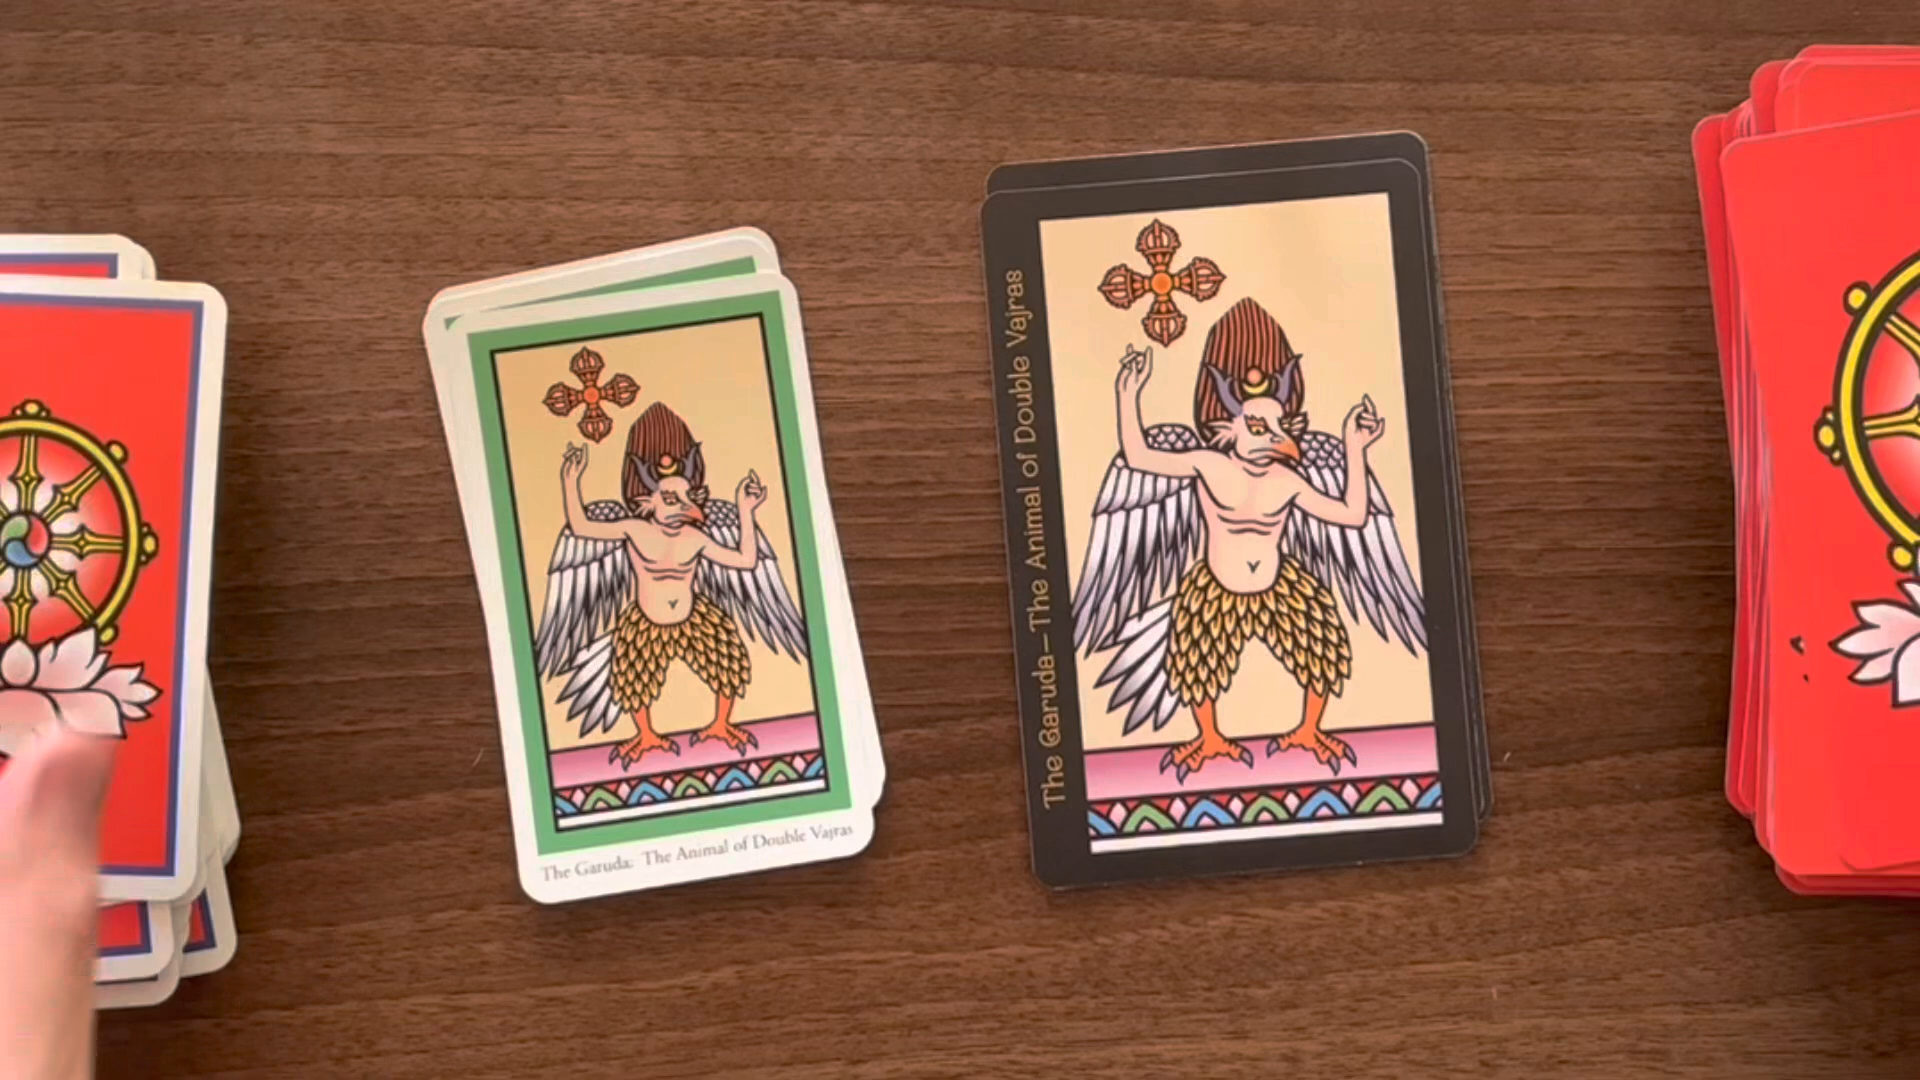 The Garuda: The Animal of Double Vajras
The Garuda—The Animal of Double Vajras